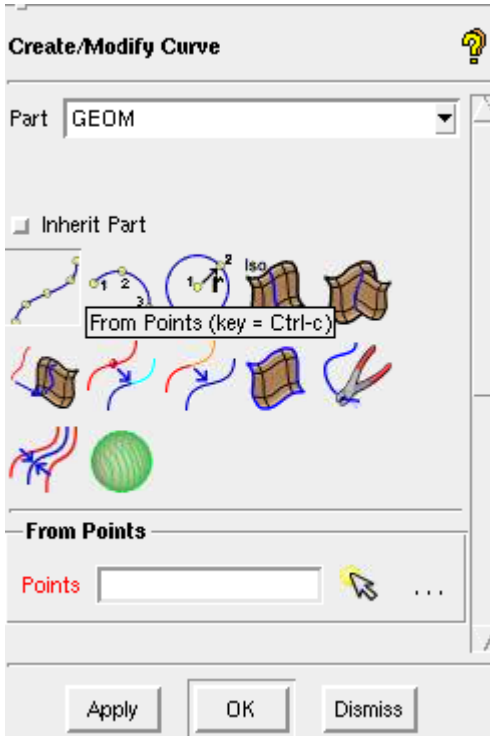 Create/Modify Curve
Part GEOM
Inherit Part
1 2 3
1 2 r
Iso
From Points (key = Ctrl-c)
From Points
Points
...
Apply OK Dismiss